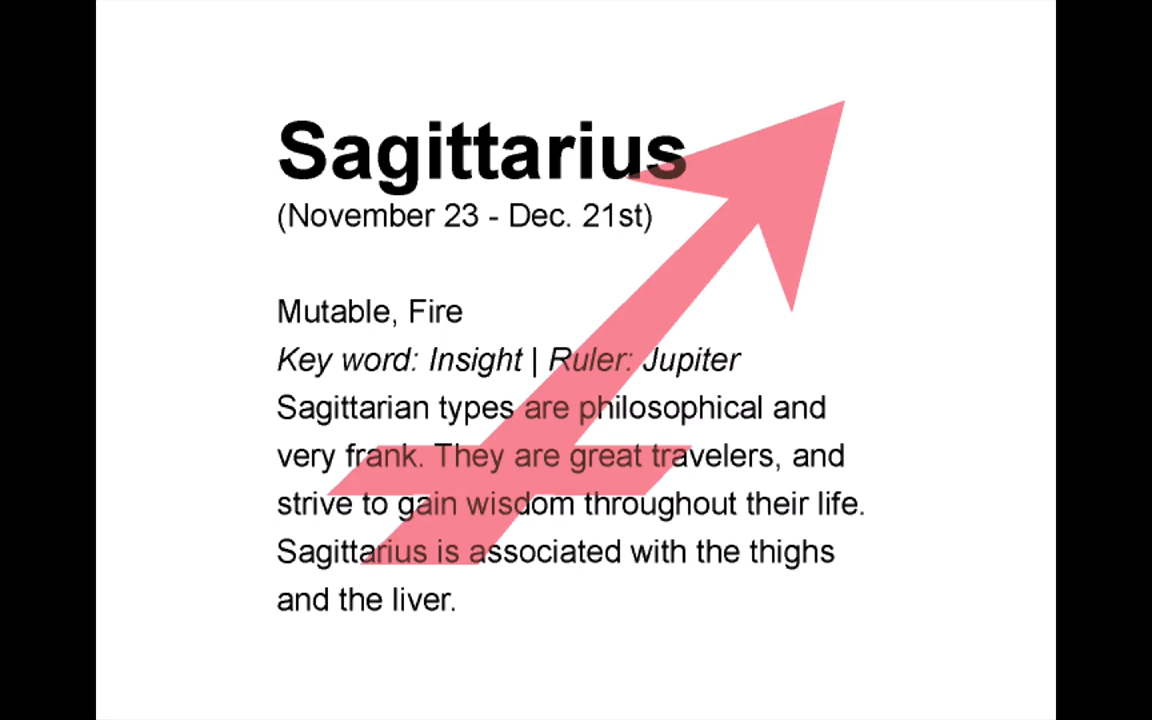 Sagittarius
(November 23 - Dec. 21st)
Mutable, Fire
Key word: Insight | Ruler: Jupiter
Sagittarian types are philosophical and
very frank. They are great travelers, and
strive to gain wisdom throughout their life.
Sagittarius is associated with the thighs
and the liver.